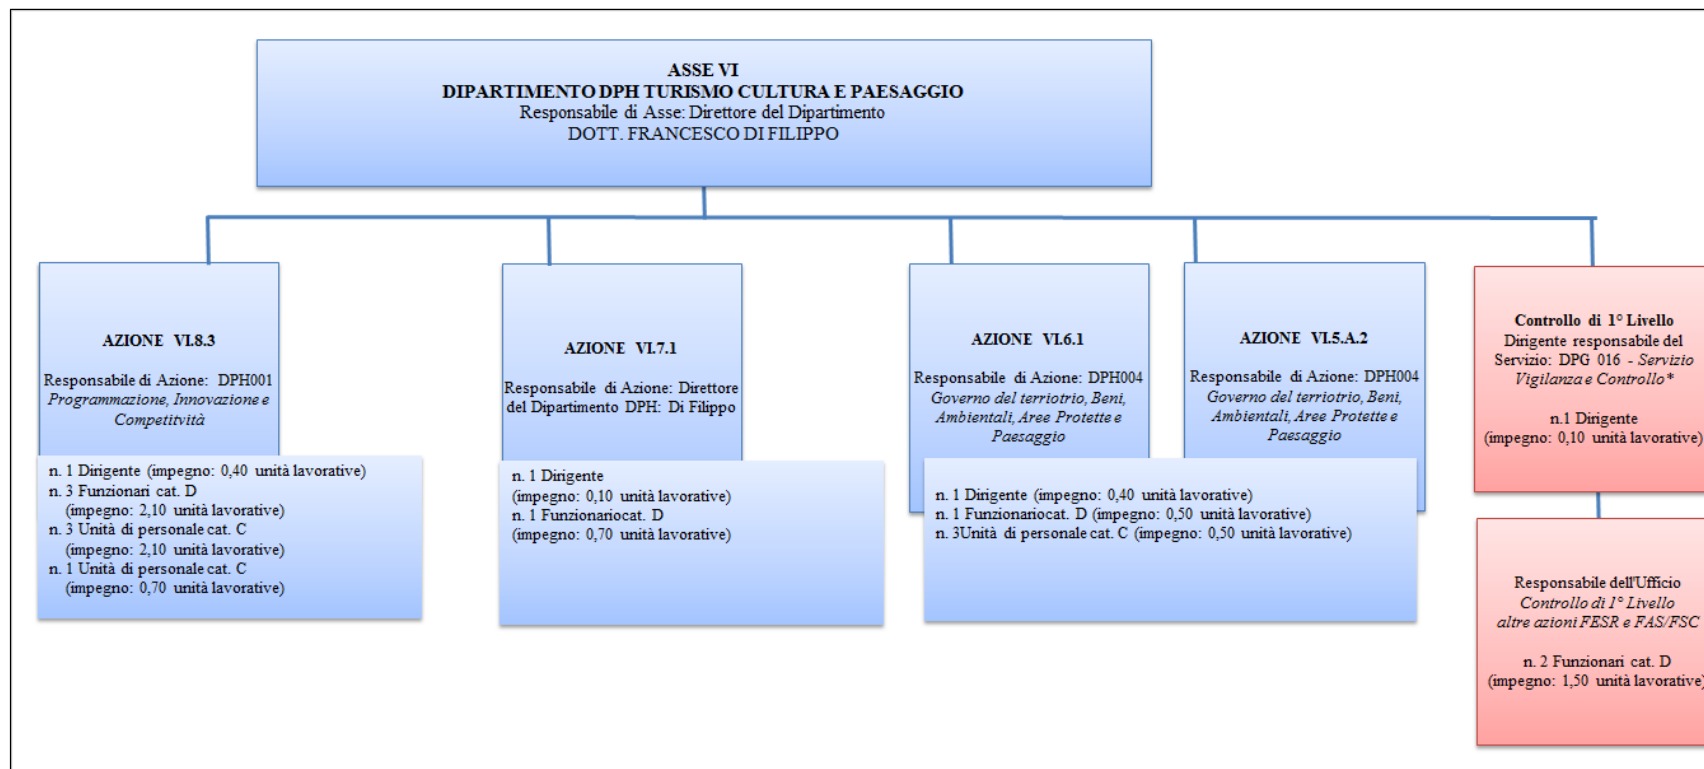 ASSE VI
DIPARTIMENTO DPH TURISMO CULTURA E PAESAGGIO
Responsabile di Asse: Direttore del Dipartimento
DOTT. FRANCESCO DI FILIPPO
AZIONE VI.8.3
Responsabile di Azione: DPH001
Programmazione, Innovazione e
Competitvità
n. 1 Dirigente (impegno: 0,40 unità lavorative)
n. 3 Funzionari cat. D
(impegno: 2,10 unità lavorative)
n. 3 Unità di personale cat. C
(impegno: 2,10 unità lavorative)
n. 1 Unità di personale cat. C
(impegno: 0,70 unità lavorative)
AZIONE VI.7.1
Responsabile di Azione: Direttore
del Dipartimento DPH: Di Filippo
n. 1 Dirigente
(impegno: 0,10 unità lavorative)
n. 1 Funzionariocat. D
(impegno: 0,70 unità lavorative)
AZIONE VI.6.1
Responsabile di Azione: DPH004
Governo del terriotrio, Beni,
Ambientali, Aree Protette e
Paesaggio
AZIONE VI.5.A.2
Responsabile di Azione: DPH004
Governo del terriotrio, Beni,
Ambientali, Aree Protette e
Paesaggio
n. 1 Dirigente (impegno: 0,40 unità lavorative)
n. 1 Funzionariocat. D (impegno: 0,50 unità lavorative)
n. 3Unità di personale cat. C (impegno: 0,50 unità lavorative)
Controllo di 1° Livello
Dirigente responsabile del
Servizio: DPG 016 - Servizio
Vigilanza e Controllo*
n.1 Dirigente
(impegno: 0,10 unità lavorative)
Responsabile dell'Ufficio
Controllo di 1° Livello
altre azioni FESR e FAS/FSC
n. 2 Funzionari cat. D
(impegno: 1,50 unità lavorative)